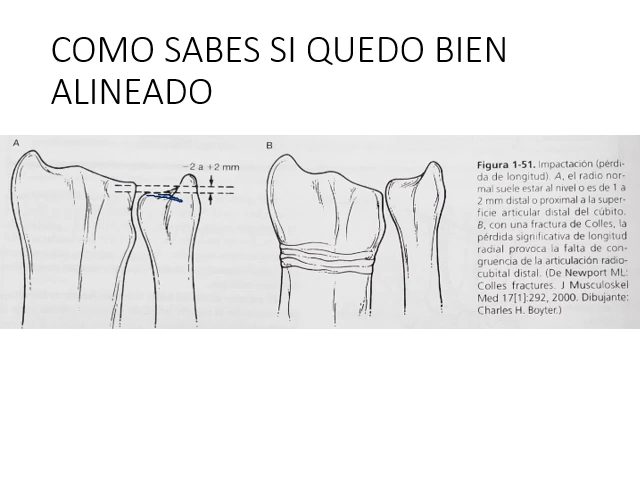 COMO SABES SI QUEDO BIEN
ALINEADO
A
−2 a +2 mm
B
Figura 1-51. Impactación (pérdi-
da de longitud). A, el radio nor-
mal suele estar al nivel o es de 1 a
2 mm distal o proximal a la super-
ficie articular distal del cúbito.
B, con una fractura de Colles, la
pérdida significativa de longitud
radial provoca la falta de con-
gruencia de la articulación radio-
cubital distal. (De Newport ML:
Colles fractures. J Musculoskel
Med 17[1]:292, 2000. Dibujante:
Charles H. Boyter.)